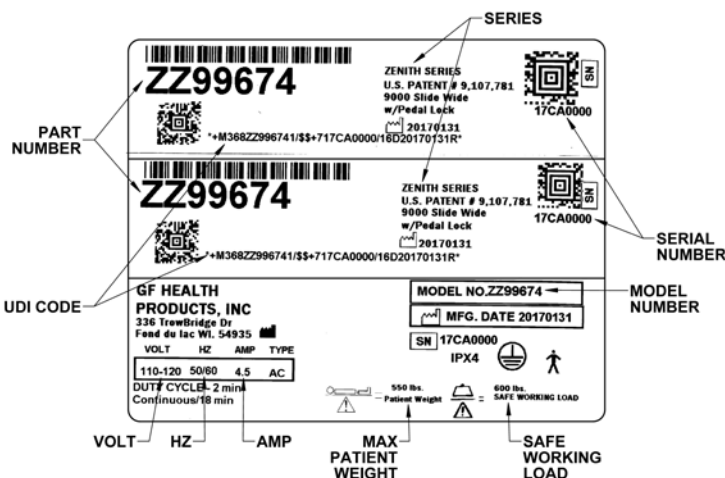 SERIES
ZZ99674
ZENITH SERIES
U.S. PATENT # 9,107,781
9000 Slide Wide
w/Pedal Lock
20170131
SN
17CA0000
*+M368ZZ996741/$$+717CA0000/16D20170131R*
PART
NUMBER
ZZ99674
ZENITH SERIES
U.S. PATENT # 9,107,781
9000 Slide Wide
w/Pedal Lock
20170131
SN
17CA0000
*+M368ZZ996741/$$+717CA0000/16D20170131R*
SERIAL
NUMBER
UDI CODE
GF HEALTH
PRODUCTS, INC
336 TrowBridge Dr
Fond du lac WI. 54935
VOLT HZ AMP TYPE
110-120 50/60 4.5 AC
DUTY CYCLE- 2 min
Continuous/18 min
MODEL NO.ZZ99674
MODEL
NUMBER
MFG. DATE 20170131
SN 17CA0000
IPX4
= 550 lbs.
Patient Weight
= 600 lbs.
SAFE WORKING LOAD
VOLT
HZ
AMP
MAX
PATIENT
WEIGHT
SAFE
WORKING
LOAD